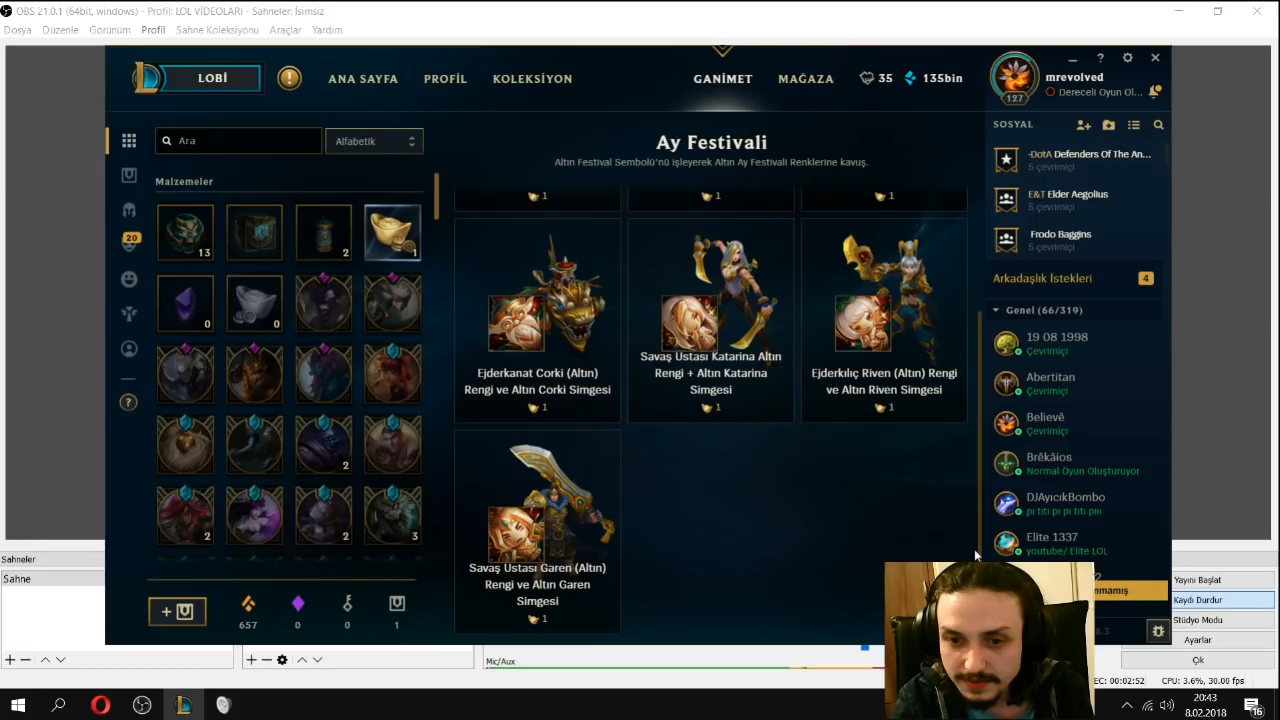 OBS 21.0.1 (64bit, windows) - Profil: LOL VİDEOLARI - Sahneler: İsimsiz
Dosya Düzenle Görünüm Profil Sahne Koleksiyonu Araçlar Yardım
LOBİ
ANA SAYFA
PROFİL
KOLEKSİYON
GANİMET
MAĞAZA
35
135bin
127
mrevolved
Dereceli Oyun Ol...
Ara
Alfabetik
Malzemeler
13
2
1
0
0
2
2
2
3
20
657
0
0
1
Ay Festivali
Altın Festival Sembolü'nü işleyerek Altın Ay Festivali Renklerine kavuş.
1
1
1
Ejderkanat Corki (Altın)
Rengi ve Altın Corki Simgesi
1
Savaş Ustası Katarina Altın
Rengi + Altın Katarina
Simgesi
1
Ejderkılıç Riven (Altın) Rengi
ve Altın Riven Simgesi
1
Savaş Ustası Garen (Altın)
Rengi ve Altın Garen
Simgesi
1
SOSYAL
-DotA Defenders Of The An...
5 çevrimiçi
E&T Elder Aegolius
5 çevrimiçi
Frodo Baggins
5 çevrimiçi
Arkadaşlık İstekleri
4
Genel (66/319)
19 08 1998
Çevrimiçi
Abertitan
Çevrimiçi
Believê
Çevrimiçi
Brêkâios
Normal Oyun Oluşturuyor
DJAyıcıkBombo
pi titi pi pi titi piii
Elite 1337
youtube/ Elite LOL
nmamış
8.3
Sahneler
Sahne
Mic/Aux
Yayını Başlat
Kaydı Durdur
Stüdyo Modu
Ayarlar
Çık
REC: 00:02:52
CPU: 3.6%, 30.00 fps
20:43
8.02.2018
16